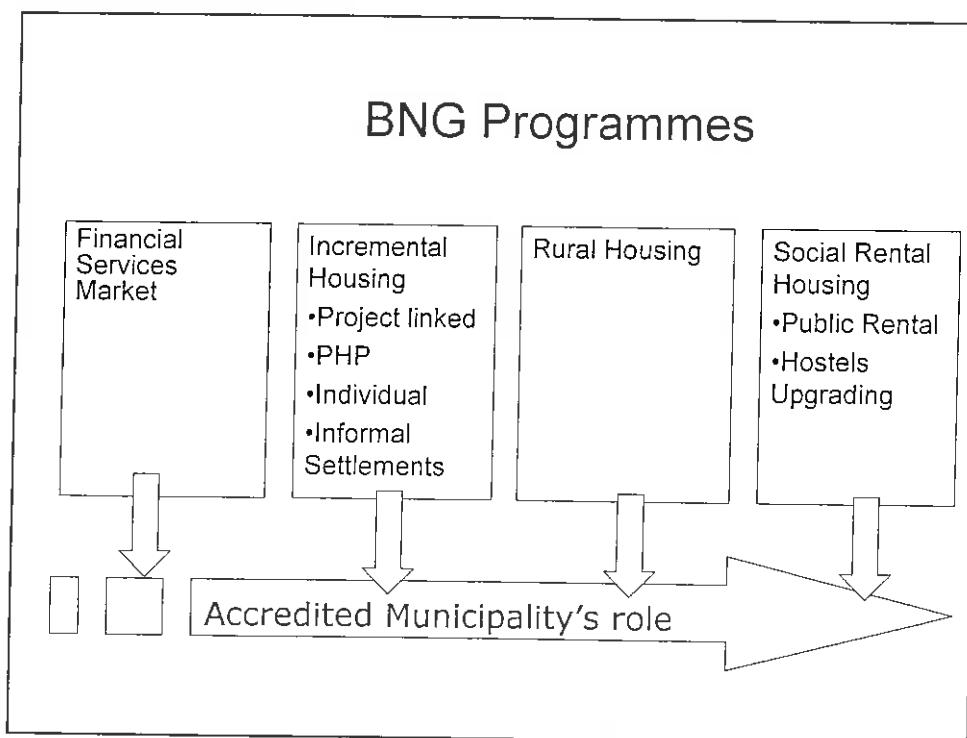 BNG Programmes
Financial
Services
Market
Incremental
Housing
•Project linked
•PHP
•Individual
•Informal
Settlements
Rural Housing
Social Rental
Housing
•Public Rental
•Hostels
Upgrading
Accredited Municipality's role